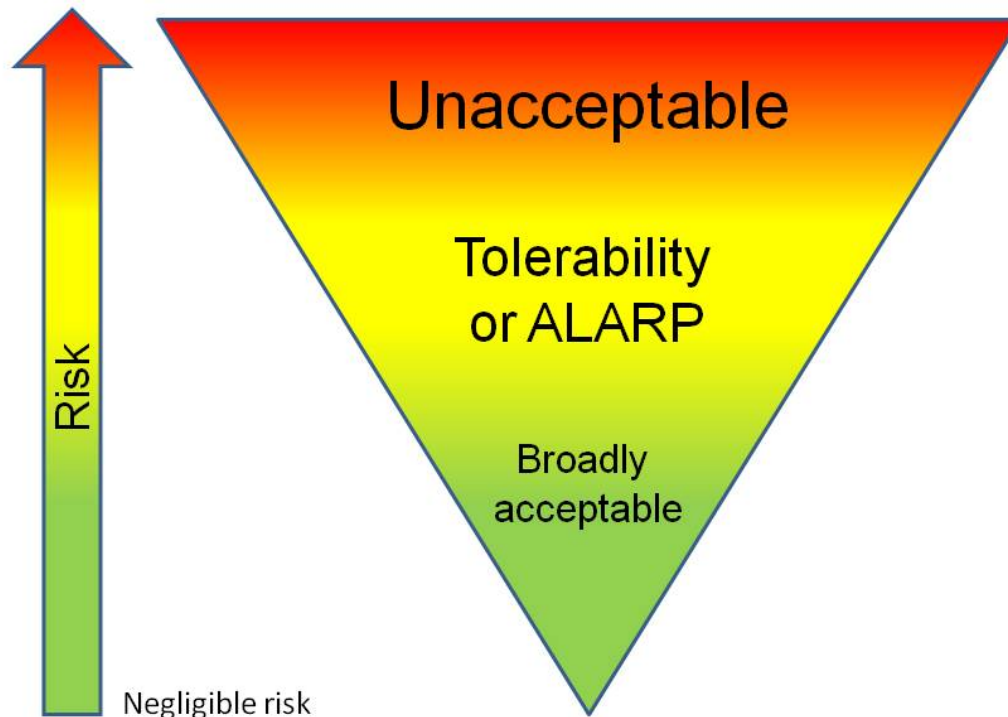 Unacceptable
Tolerability
or ALARP
Risk
Broadly
acceptable
Negligible risk